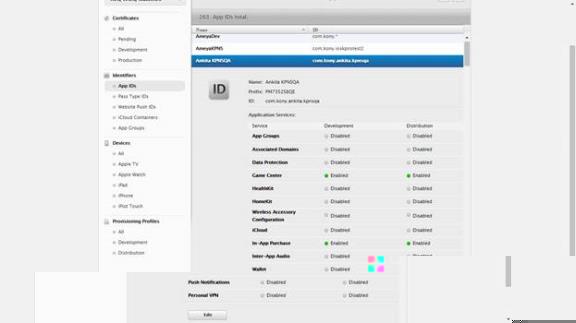 Certificates
All
Pending
Development
Production
Identifiers
App IDs
Pass Type IDs
Website Push IDs
iCloud Containers
App Groups
Devices
All
Apple TV
Apple Watch
iPad
iPhone
iPod Touch
Provisioning Profiles
All
Development
Distribution
263 App IDs total.
Name ID
AmeyaDev com.kony.*
AmeyaKPNS
Ankita KPNSQA com.kony.ankita.kpnsqa
ID
Name: Ankita KPNSQA
Prefix:
ID: com.kony.ankita.kpnsqa
Application Services:
Service Development Distribution
App Groups Disabled Disabled
Associated Domains Disabled Disabled
Data Protection Disabled Disabled
Game Center Enabled Enabled
HealthKit Disabled Disabled
HomeKit Disabled Disabled
Wireless Accessory Configuration Disabled Disabled
iCloud Disabled Disabled
In-App Purchase Enabled Enabled
Inter-App Audio Disabled Disabled
Wallet Disabled Disabled
Push Notifications Disabled Disabled
Personal VPN Disabled Disabled
Edit